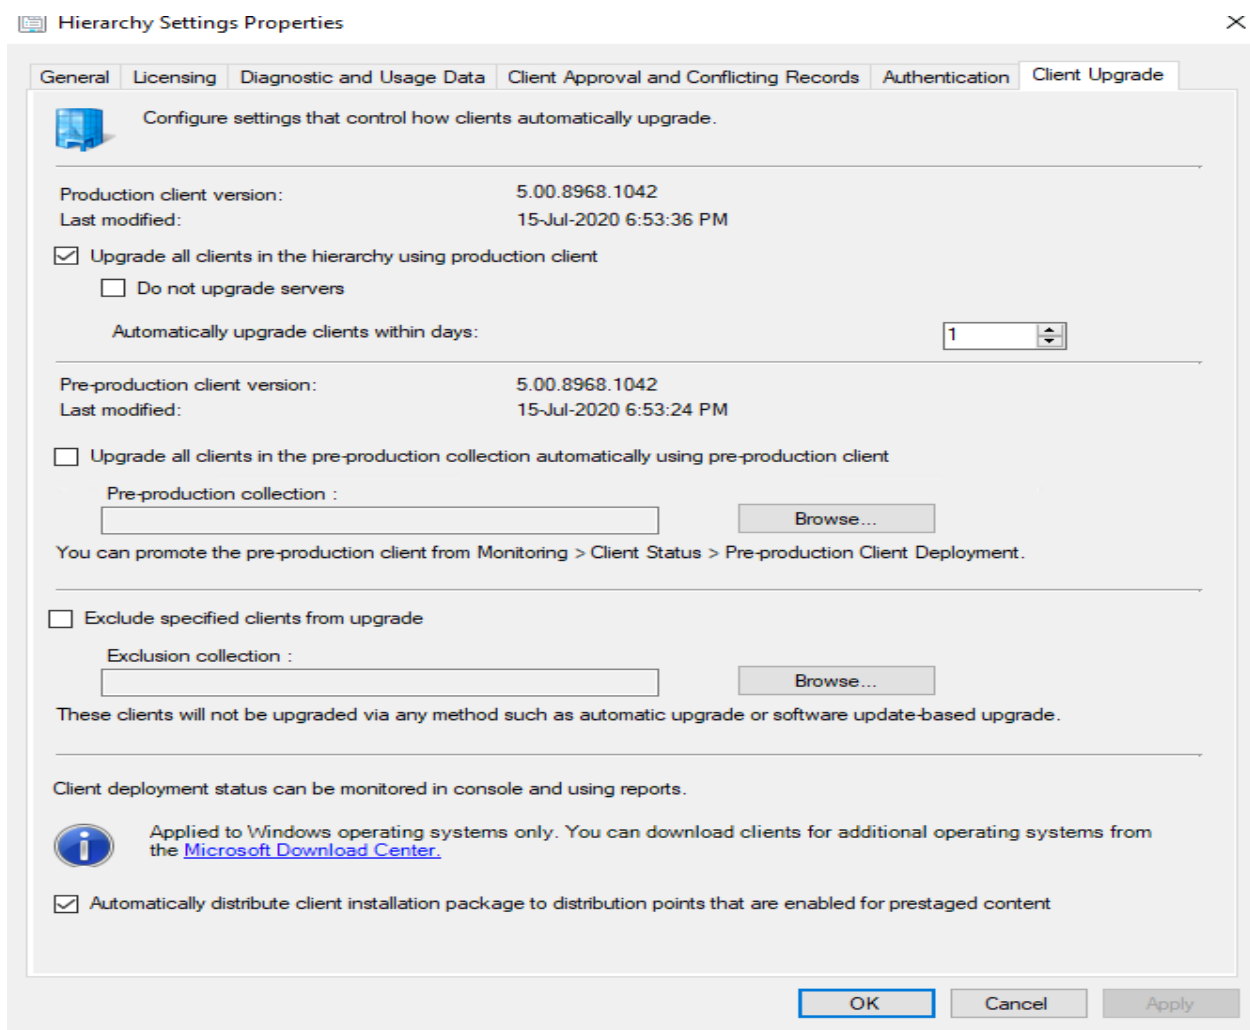 Hierarchy Settings Properties
General Licensing Diagnostic and Usage Data Client Approval and Conflicting Records Authentication Client Upgrade
Configure settings that control how clients automatically upgrade.
Production client version: 5.00.8968.1042
Last modified: 15-Jul-2020 6:53:36 PM
Upgrade all clients in the hierarchy using production client
Do not upgrade servers
Automatically upgrade clients within days: 1
Pre-production client version: 5.00.8968.1042
Last modified: 15-Jul-2020 6:53:24 PM
Upgrade all clients in the pre-production collection automatically using pre-production client
Pre-production collection :
Browse...
You can promote the pre-production client from Monitoring > Client Status > Pre-production Client Deployment.
Exclude specified clients from upgrade
Exclusion collection :
Browse...
These clients will not be upgraded via any method such as automatic upgrade or software update-based upgrade.
Client deployment status can be monitored in console and using reports.
Applied to Windows operating systems only. You can download clients for additional operating systems from
the Microsoft Download Center.
Automatically distribute client installation package to distribution points that are enabled for prestaged content
OK Cancel Apply